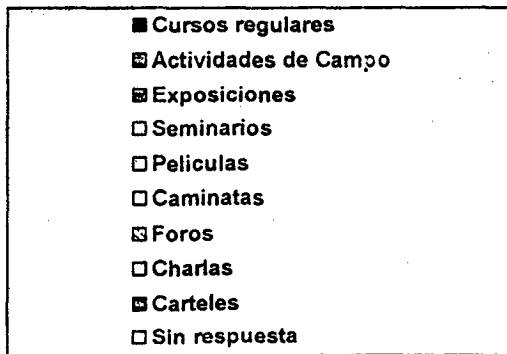 Cursos regulares
Actividades de Campo
Exposiciones
Seminarios
Peliculas
Caminatas
Foros
Charlas
Carteles
Sin respuesta